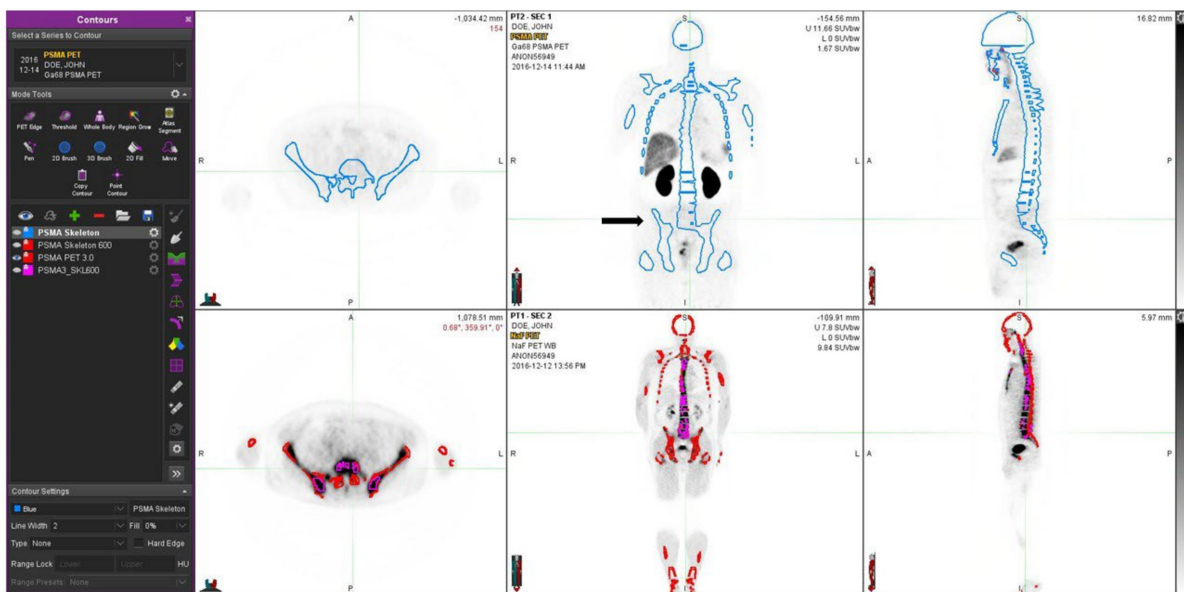 Contours
Select a Series to Contour
2016
12-14
PSMA PET
DOE, JOHN
Ga68 PSMA PET
Mode Tools
PET Edge
Threshold
Whole Body
Region Grow
Atlas
Segment
Pen
2D Brush
3D Brush
2D Fill
Move
Copy
Contour
Point
Contour
PSMA Skeleton
PSMA Skeleton 600
PSMA PET 3.0
PSMA3_SKL600
Contour Settings
Blue
PSMA Skeleton
Line Width 2
Fill 0%
Type None
Hard Edge
Range Lock Lower Upper HU
Range Presets: None
A
-1,034.42 mm
154
R
L
P
PT2 - SEC 1
DOE, JOHN
PSMA PET
Ga68 PSMA PET
ANON56949
2016-12-14 11:44 AM
S
-154.56 mm
U 11.66 SUVbw
L 0 SUVbw
1.67 SUVbw
R
L
I
S
16.82 mm
A
P
I
A
1,078.51 mm
0.68°, 359.91°, 0°
R
L
P
PT1 - SEC 2
DOE, JOHN
NaF PET
NaF PET WB
ANON56949
2016-12-12 13:56 PM
S
-109.91 mm
U 7.8 SUVbw
L 0 SUVbw
9.84 SUVbw
R
L
I
S
5.97 mm
A
P
I